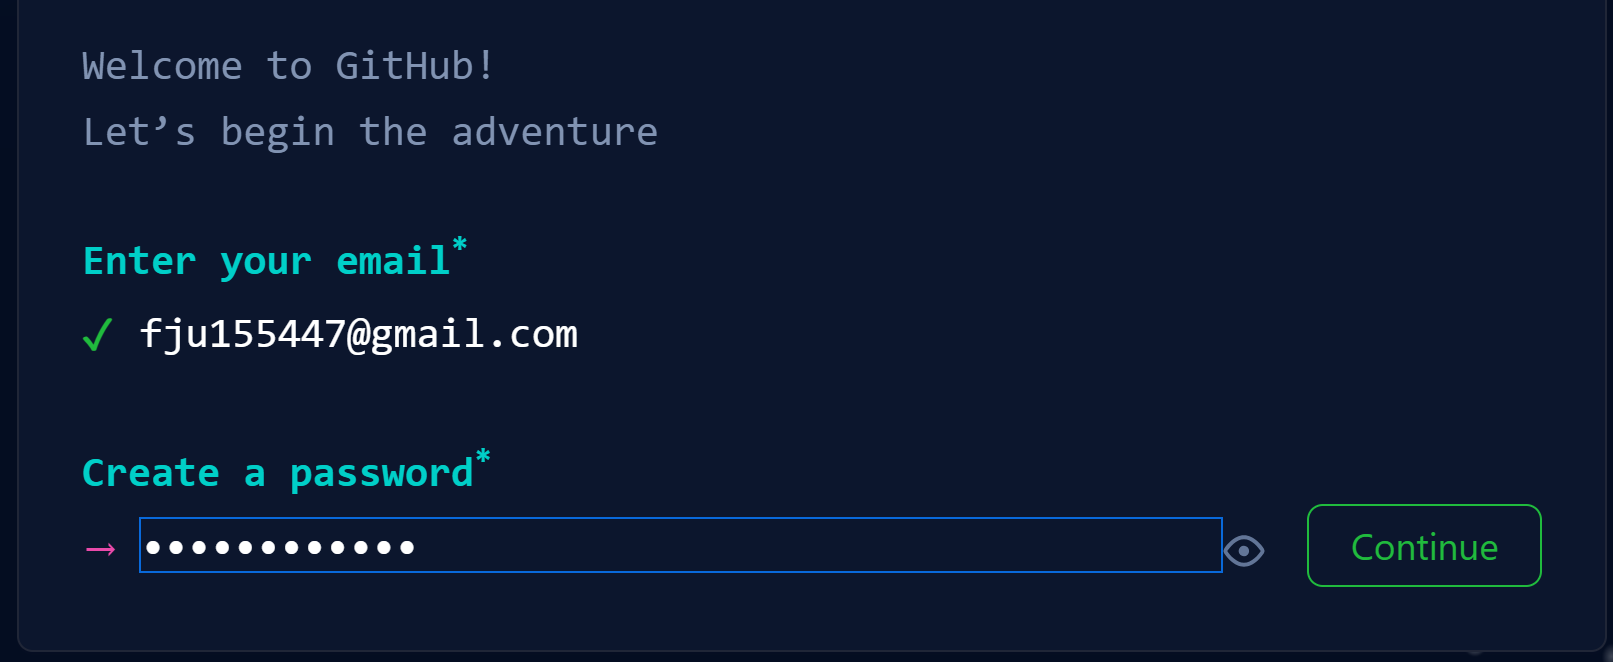 Welcome to GitHub!
Let’s begin the adventure
Enter your email*
✓ fju155447@gmail.com
Create a password*
→ ●●●●●●●●●●●● Continue